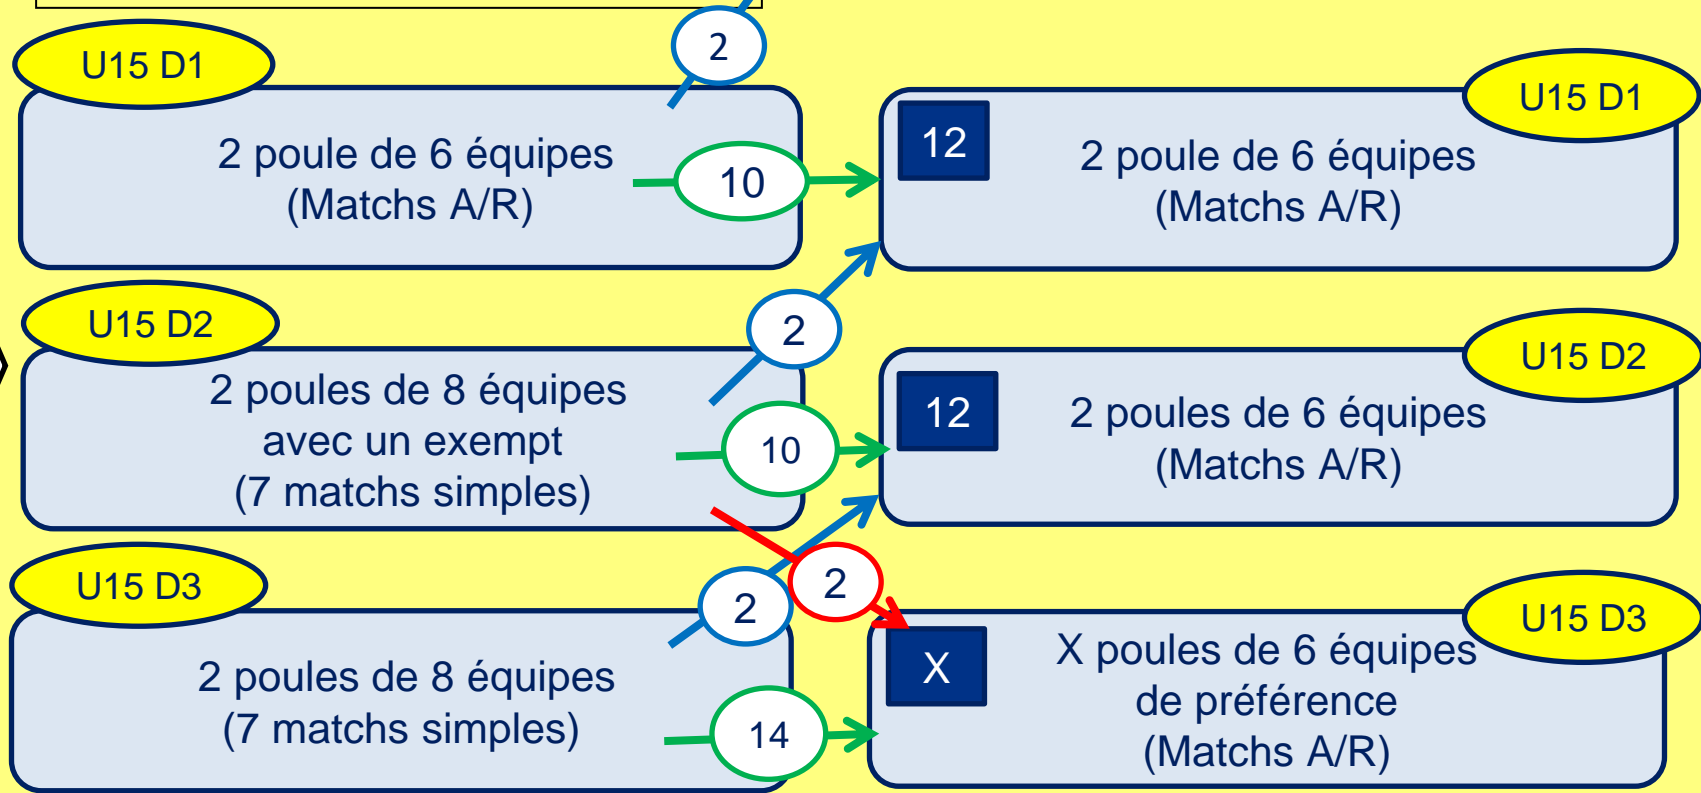 2
U15 D1
2 poule de 6 équipes
(Matchs A/R)
10
U15 D1
12
2 poule de 6 équipes
(Matchs A/R)
U15 D2
2 poules de 8 équipes
avec un exempt
(7 matchs simples)
2
10
2
U15 D2
12
2 poules de 6 équipes
(Matchs A/R)
U15 D3
2 poules de 8 équipes
(7 matchs simples)
2
14
U15 D3
X
X poules de 6 équipes
de préférence
(Matchs A/R)